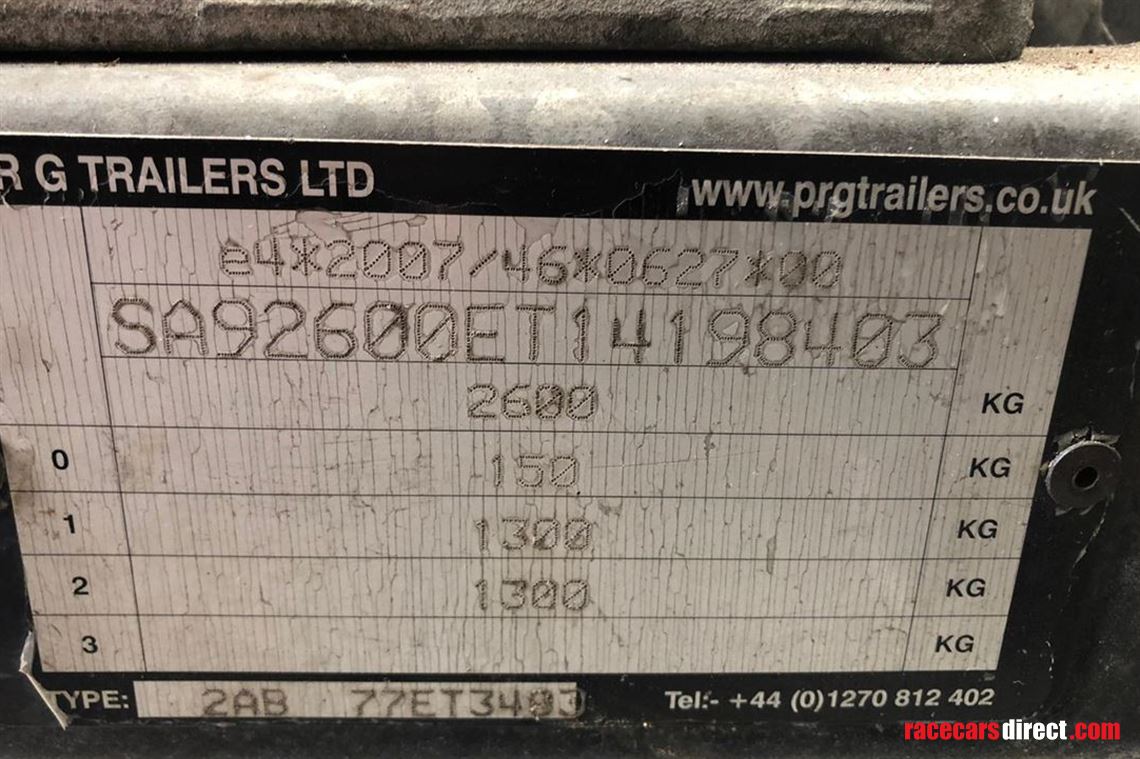 R G TRAILERS LTD www.prgtrailers.co.uk
e4*2007/46*0627*00
SA92600ET14198403
2600 KG
0 150 KG
1 1300 KG
2 1300 KG
3 KG
TYPE: 2AB 77ET3403 Tel:- +44 (0)1270 812 402
racecarsdirect.com